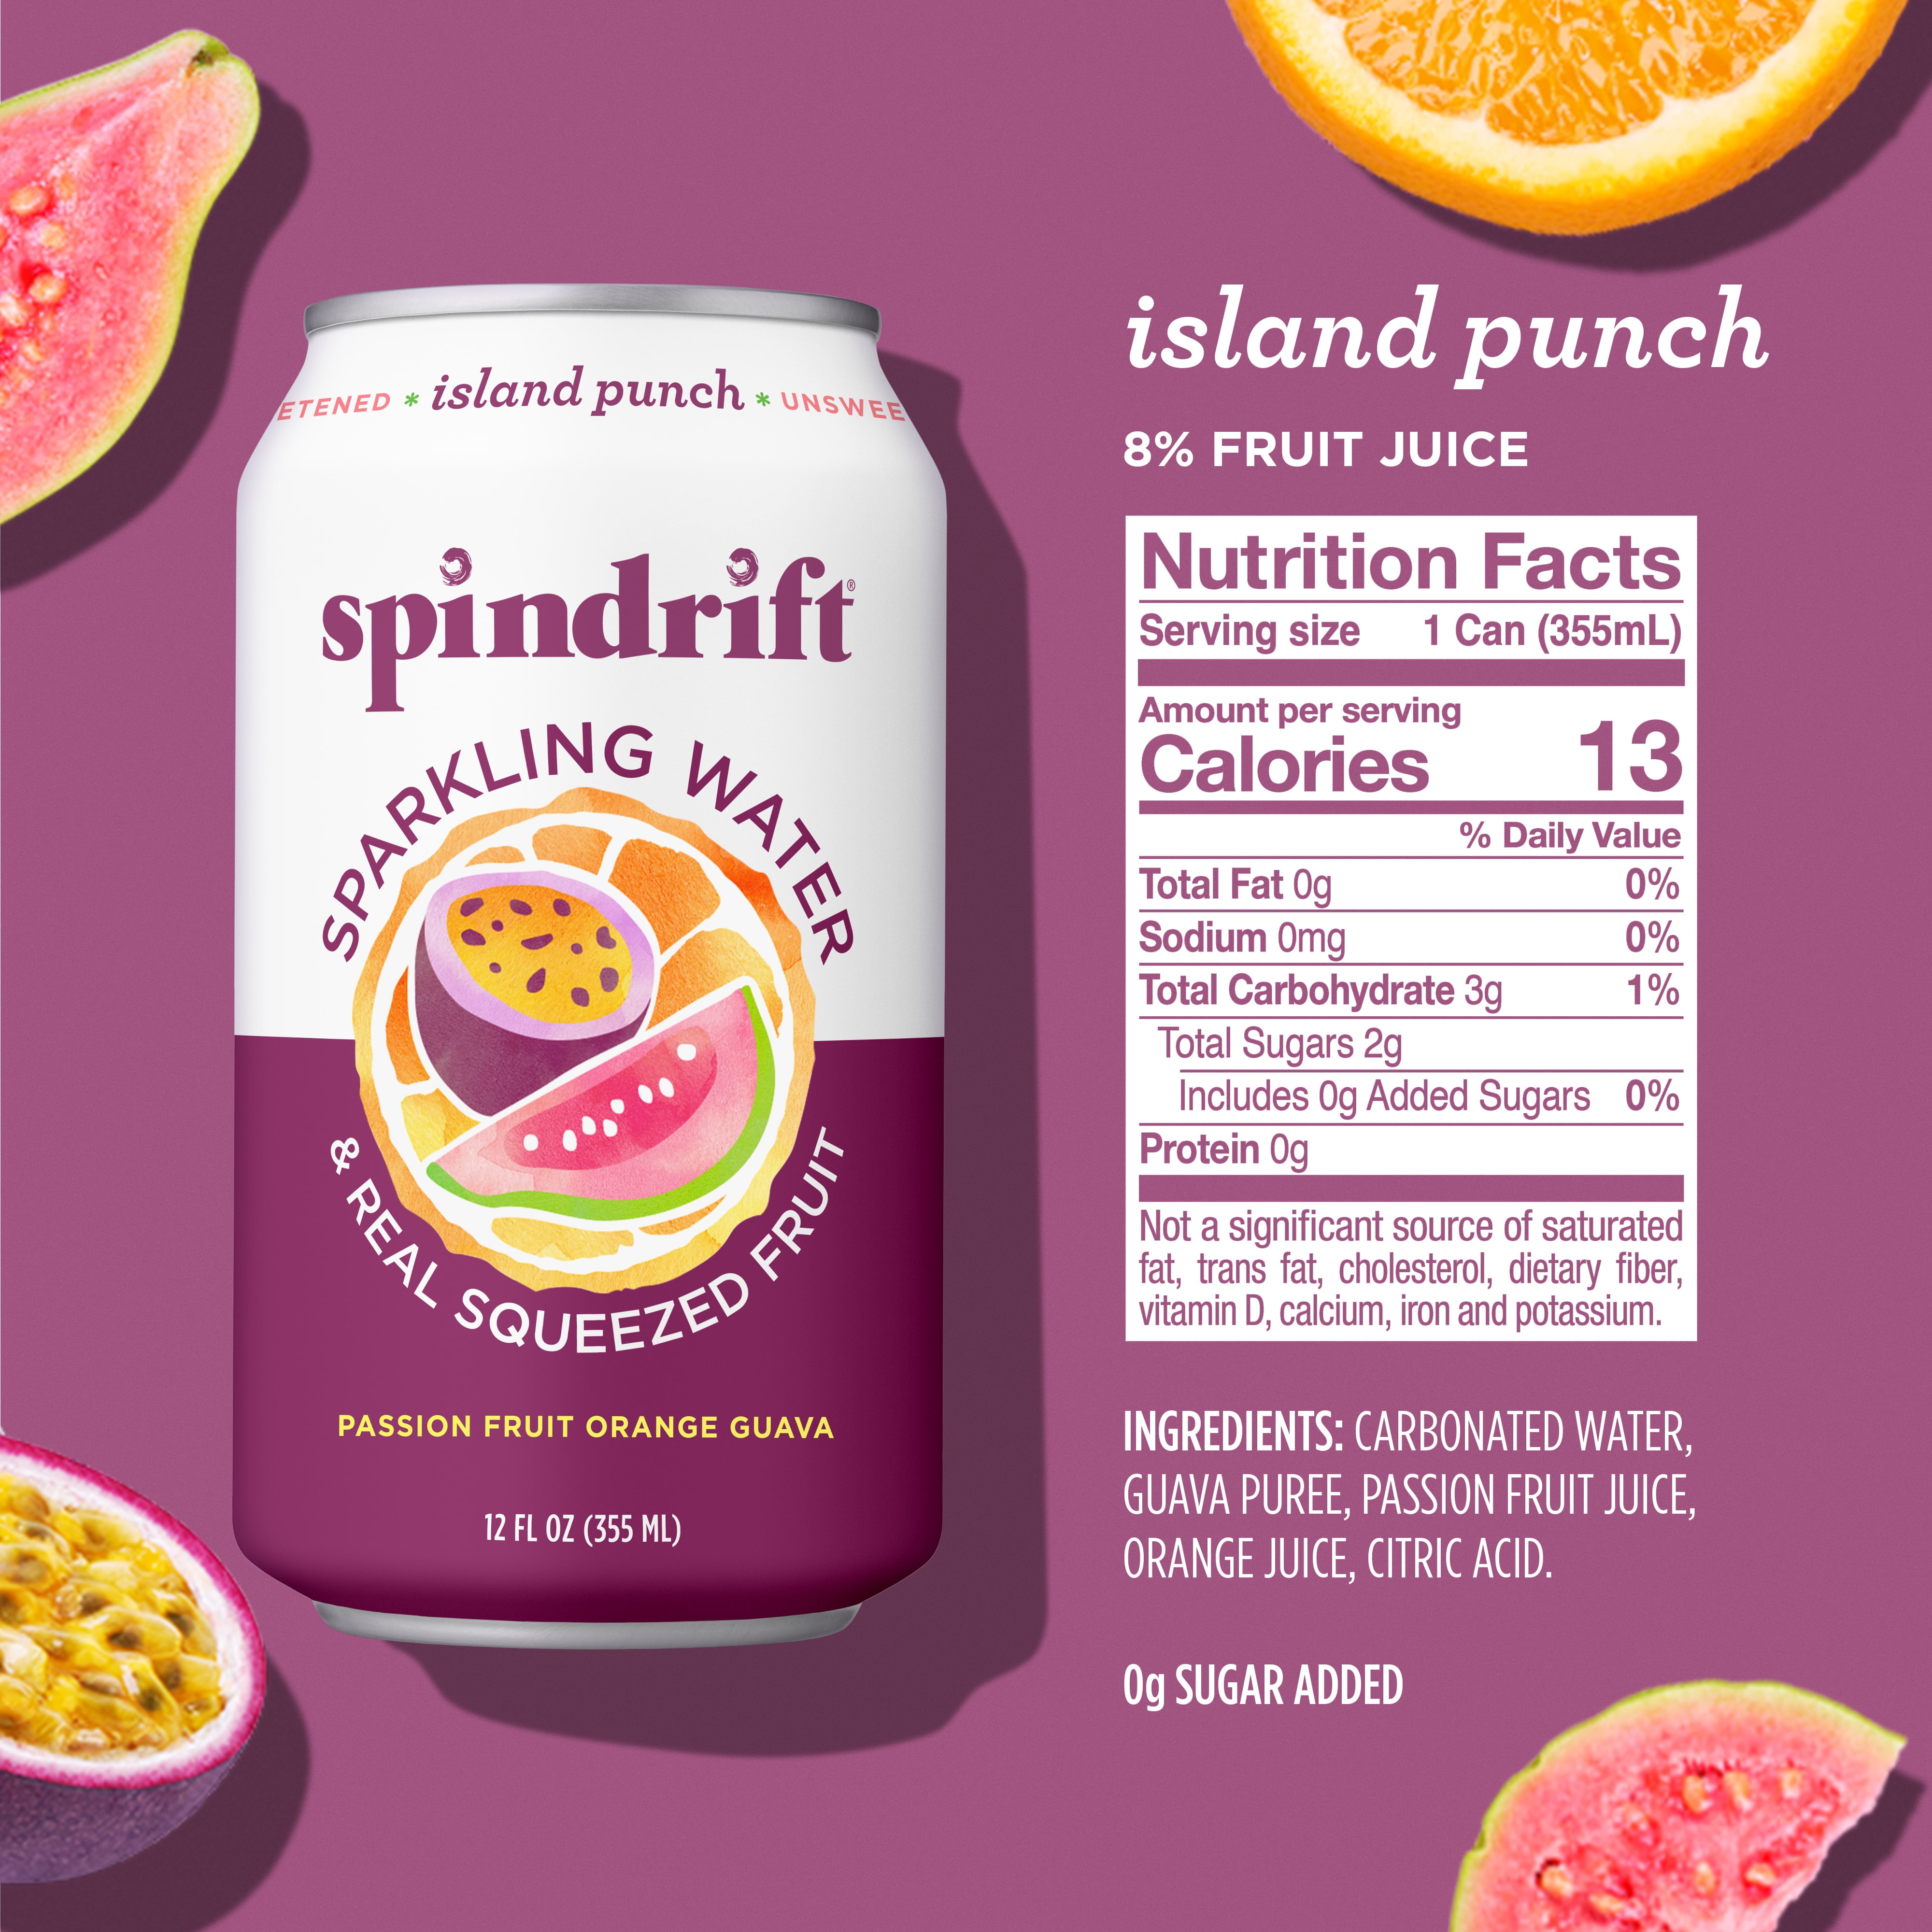 ETENED * island punch * UNSWEE
spindrift®
SPARKLING WATER
& REAL SQUEEZED FRUIT
PASSION FRUIT ORANGE GUAVA
12 FL OZ (355 ML)
island punch
8% FRUIT JUICE
Nutrition Facts
Serving size 1 Can (355mL)
Amount per serving
Calories 13
% Daily Value
Total Fat 0g 0%
Sodium 0mg 0%
Total Carbohydrate 3g 1%
Total Sugars 2g
Includes 0g Added Sugars 0%
Protein 0g
Not a significant source of saturated
fat, trans fat, cholesterol, dietary fiber,
vitamin D, calcium, iron and potassium.
INGREDIENTS: CARBONATED WATER,
GUAVA PUREE, PASSION FRUIT JUICE,
ORANGE JUICE, CITRIC ACID.
0g SUGAR ADDED